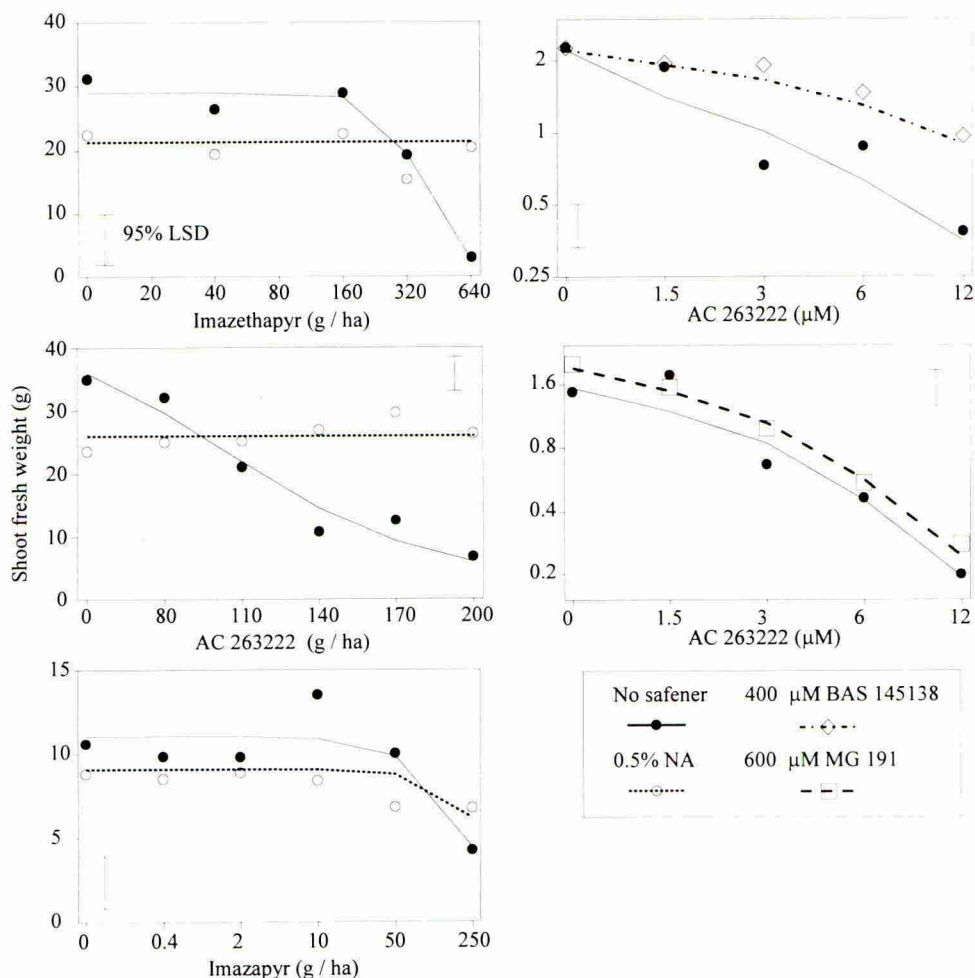 40
30
20
10
0
95% LSD
0 20 40 160 320 640
Imazethapyr (g / ha)
2
1
0.5
0.25
0 1.5 3 6 12
AC 263222 (μM)
Shoot fresh weight (g)
40
30
20
10
0
0 80 110 140 170 200
AC 263222 (g / ha)
1.6
0.8
0.4
0.2
0 1.5 3 6 12
AC 263222 (μM)
15
10
5
0
0 0.4 2 10 50 250
Imazapyr (g / ha)
No safener 400 μM BAS 145138
0.5% NA 600 μM MG 191